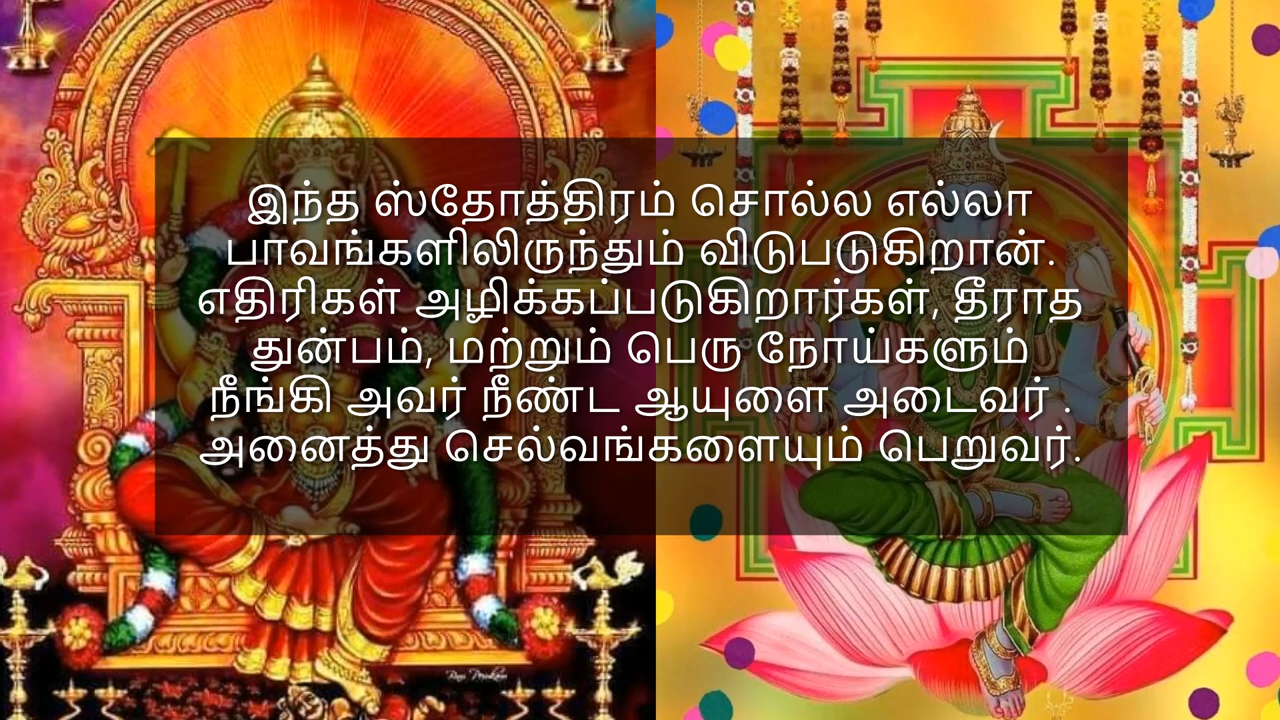 இந்த ஸ்தோத்திரம் சொல்ல எல்லா
பாவங்களிலிருந்தும் விடுபடுகிறான்.
எதிரிகள் அழிக்கப்படுகிறார்கள், தீராத
துன்பம், மற்றும் பெரு நோய்களும்
நீங்கி அவர் நீண்ட ஆயுளை அடைவர் .
அனைத்து செல்வங்களையும் பெறுவர்.